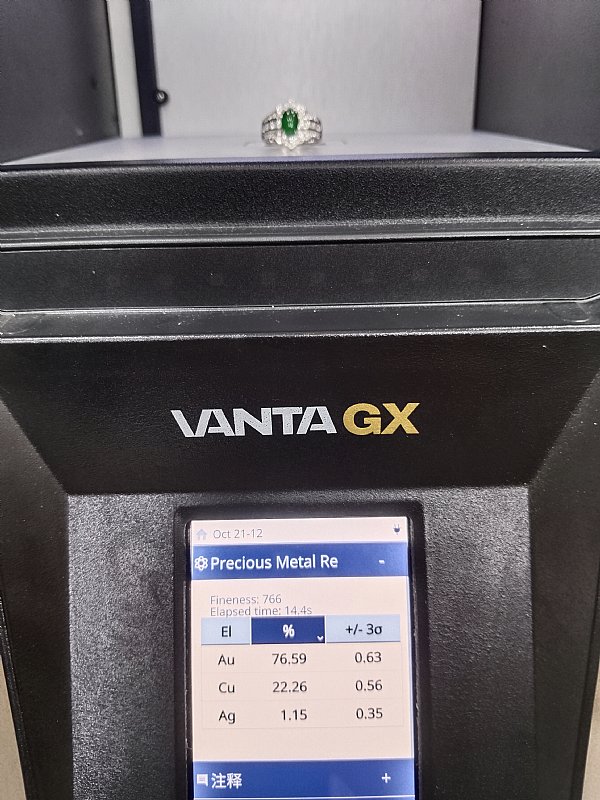 VANTA GX
Oct 21-12
Precious Metal Re
Fineness: 766
Elapsed time: 14.4s
El % +/- 3σ
Au 76.59 0.63
Cu 22.26 0.56
Ag 1.15 0.35
注释 +